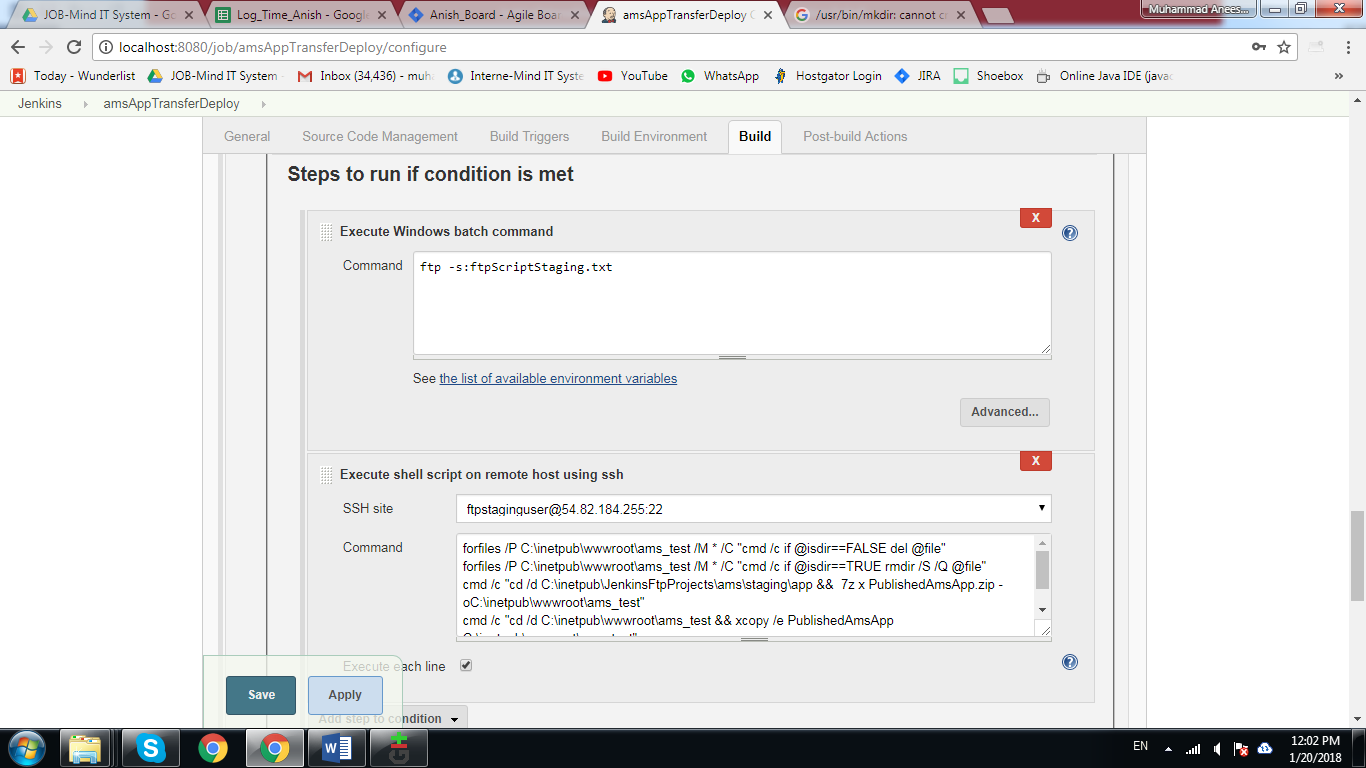 JOB-Mind IT System - Go
Log_Time_Anish - Google
Anish_Board - Agile Boar
amsAppTransferDeploy C
/usr/bin/mkdir: cannot c
Muhammad Anees...
localhost:8080/job/amsAppTransferDeploy/configure
Today - Wunderlist
JOB-Mind IT System
Inbox (34,436) - muh
Interne-Mind IT Syste
YouTube
WhatsApp
Hostgator Login
JIRA
Shoebox
Online Java IDE (javac
»
Jenkins
amsAppTransferDeploy
General
Source Code Management
Build Triggers
Build Environment
Build
Post-build Actions
Steps to run if condition is met
X
Execute Windows batch command
Command
ftp -s:ftpScriptStaging.txt
See the list of available environment variables
Advanced...
X
Execute shell script on remote host using ssh
SSH site
ftpstaginguser@54.82.184.255:22
Command
forfiles /P C:\inetpub\wwwroot\ams_test /M * /C "cmd /c if @isdir==FALSE del @file"
forfiles /P C:\inetpub\wwwroot\ams_test /M * /C "cmd /c if @isdir==TRUE rmdir /S /Q @file"
cmd /c "cd /d C:\inetpub\JenkinsFtpProjects\ams\staging\app &&  7z x PublishedAmsApp.zip -
oC:\inetpub\wwwroot\ams_test"
cmd /c "cd /d C:\inetpub\wwwroot\ams_test && xcopy /e PublishedAmsApp
Execute each line
Save
Apply
Add step to condition
EN
12:02 PM
1/20/2018